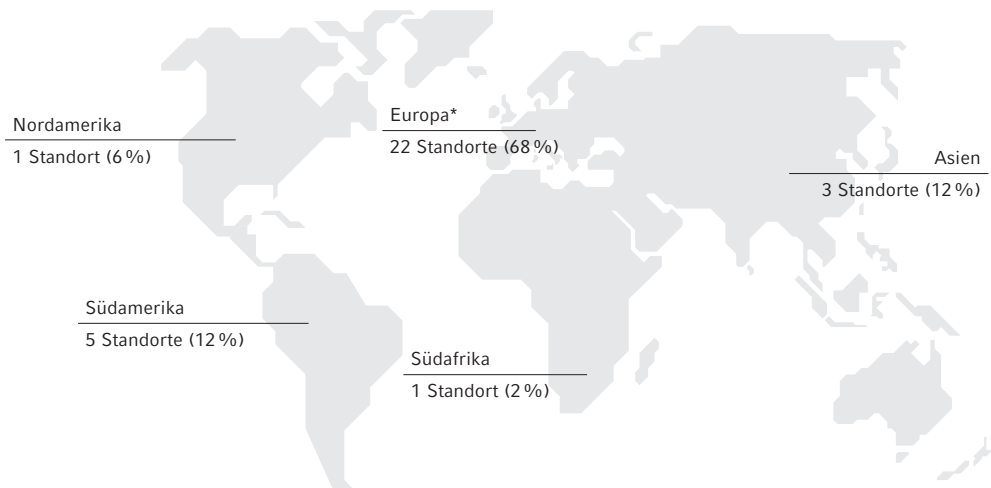 Nordamerika
1 Standort (6 %)
Europa*
22 Standorte (68 %)
Asien
3 Standorte (12 %)
Südamerika
5 Standorte (12 %)
Südafrika
1 Standort (2 %)